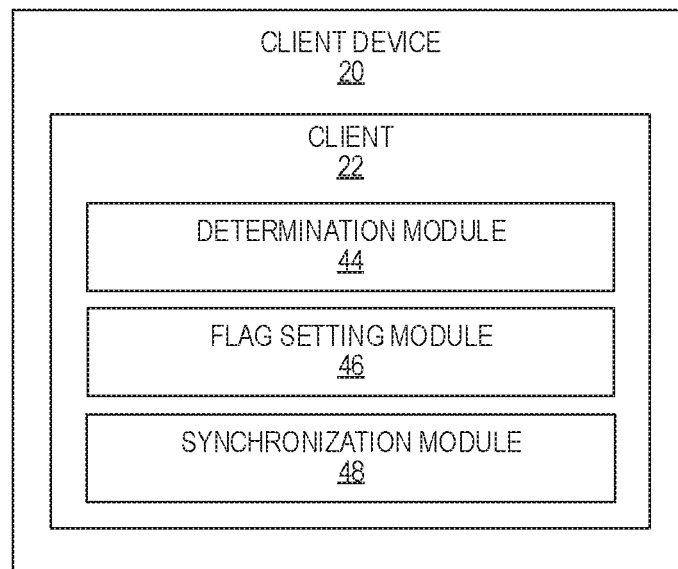 CLIENT DEVICE
20
CLIENT
22
DETERMINATION MODULE
44
FLAG SETTING MODULE
46
SYNCHRONIZATION MODULE
48